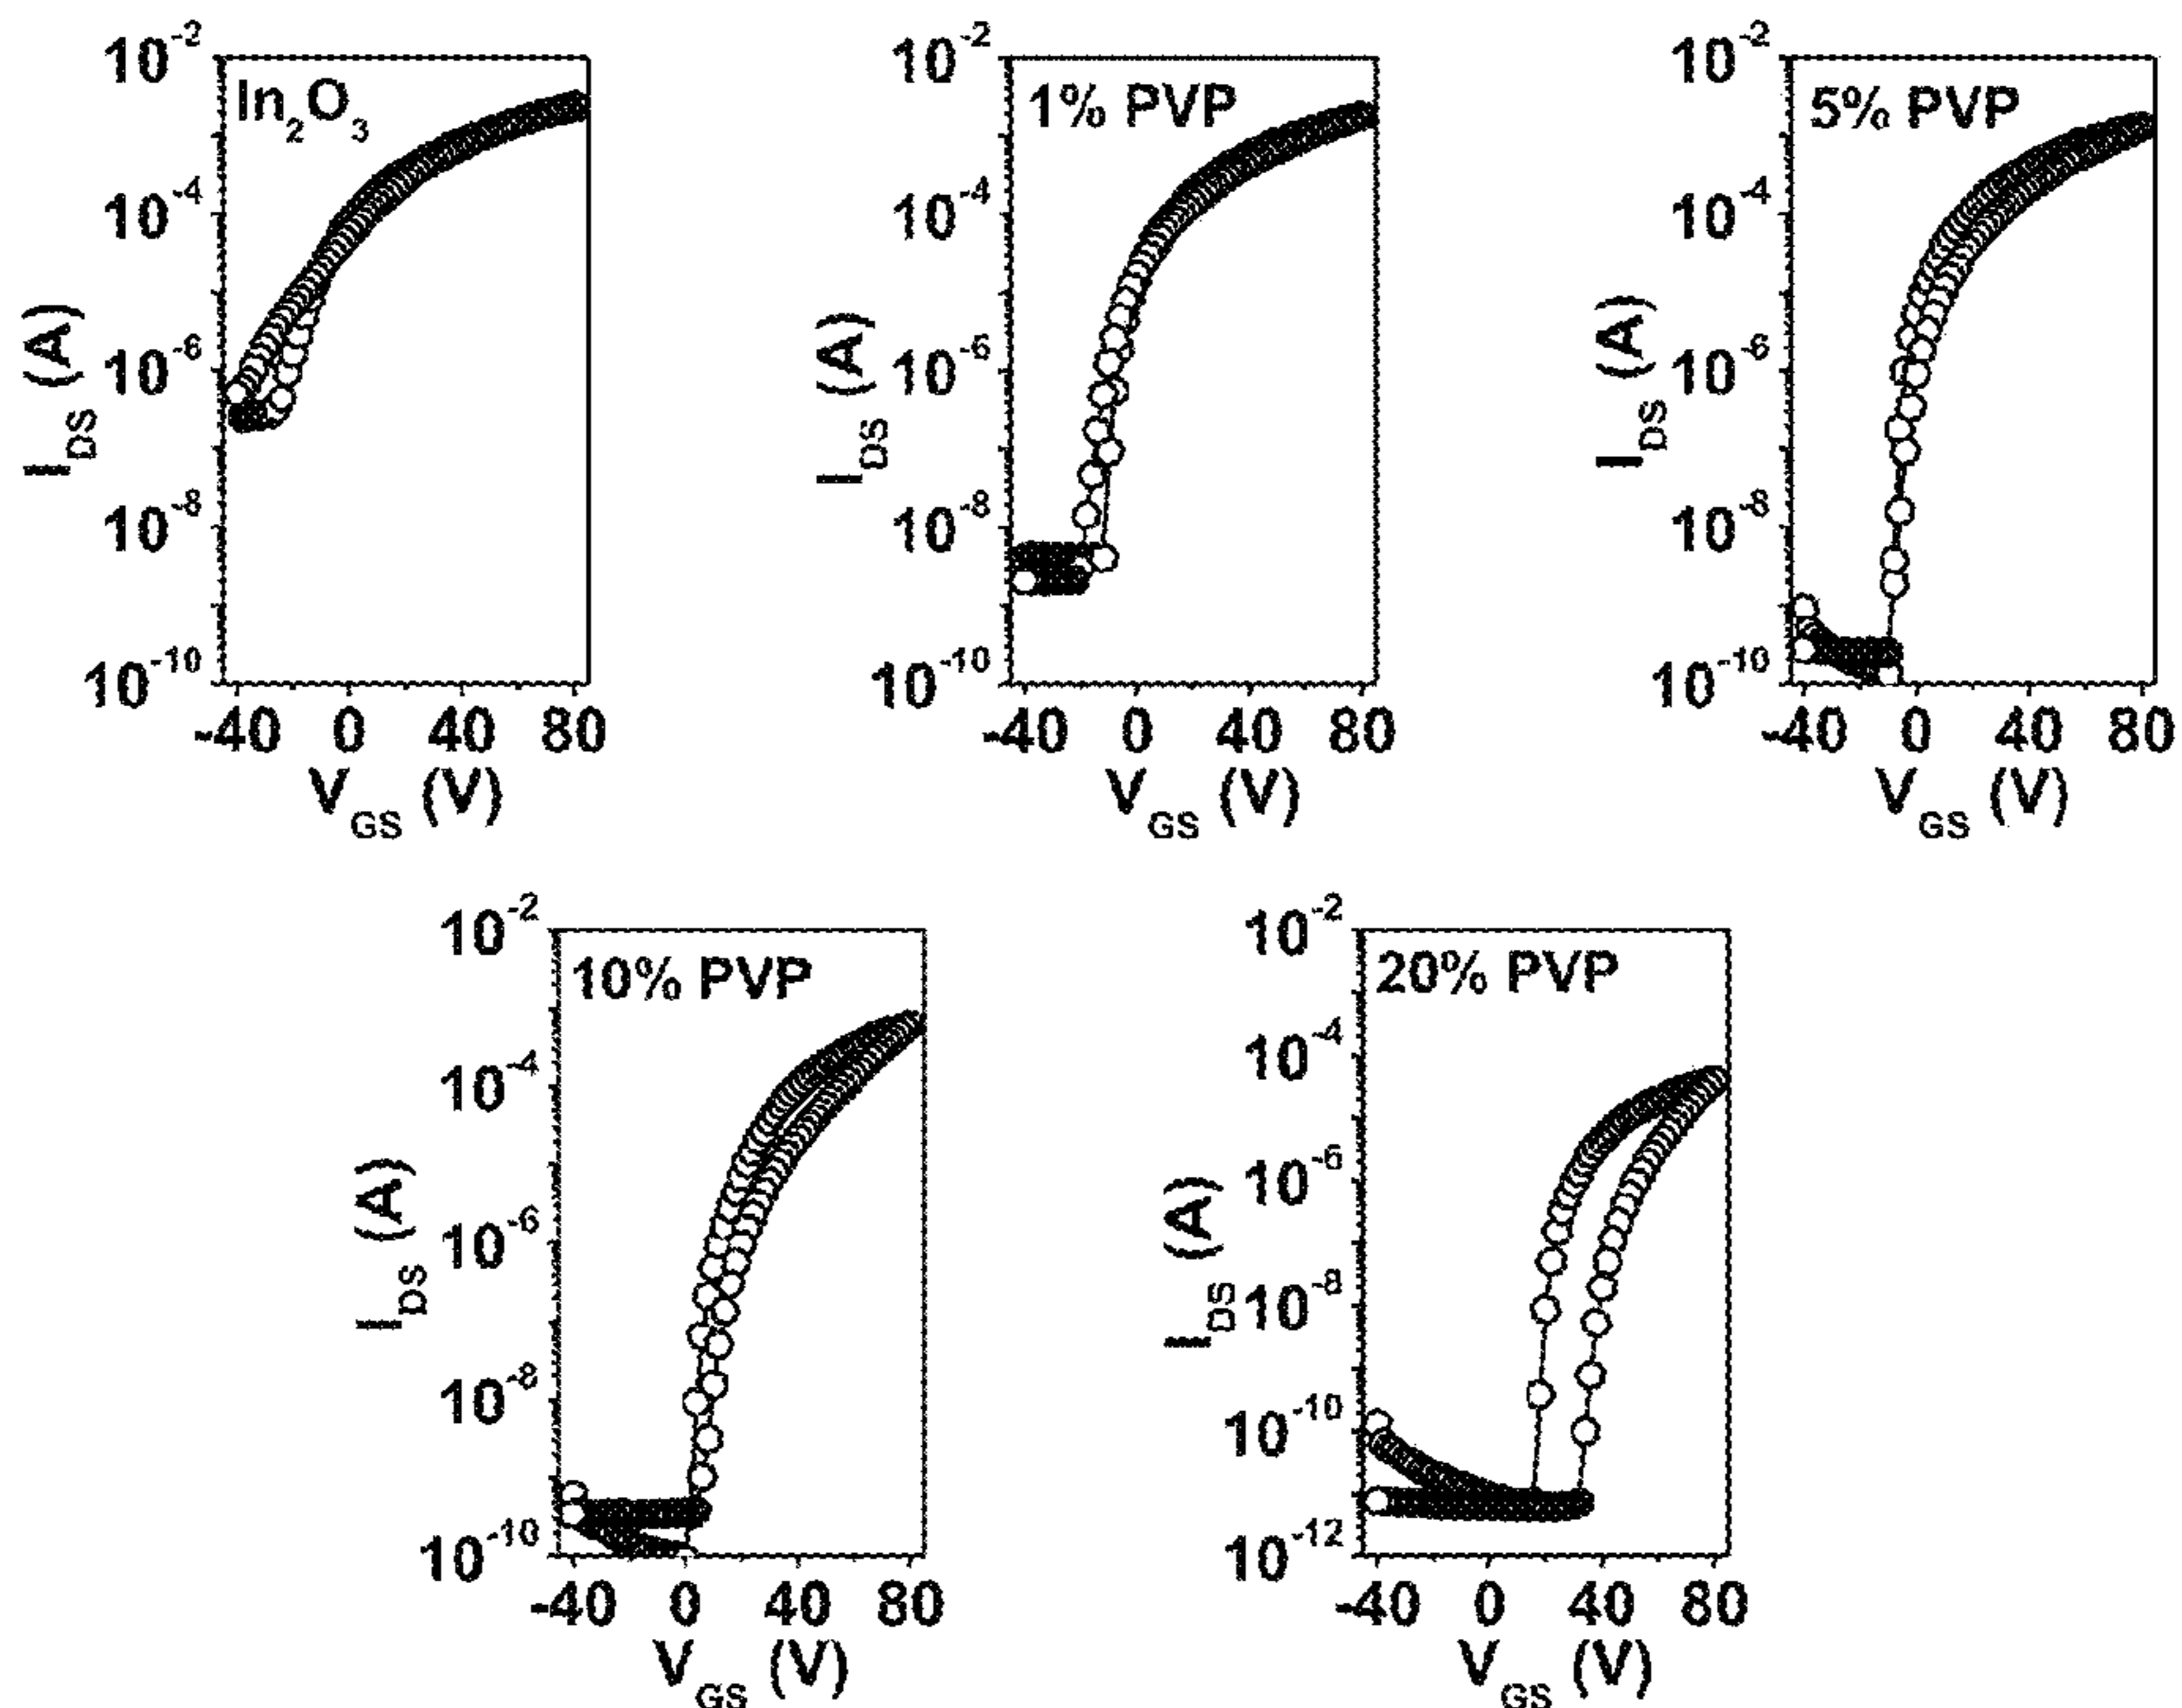 In₂O₃
10⁻²
10⁻⁴
10⁻⁶
10⁻⁸
10⁻¹⁰
I_DS (A)
-40 0 40 80
V_GS (V)
1% PVP
10⁻²
10⁻⁴
10⁻⁶
10⁻⁸
10⁻¹⁰
I_DS (A)
-40 0 40 80
V_GS (V)
5% PVP
10⁻²
10⁻⁴
10⁻⁶
10⁻⁸
10⁻¹⁰
I_DS (A)
-40 0 40 80
V_GS (V)
10% PVP
10⁻²
10⁻⁴
10⁻�6
10⁻⁸
10⁻¹⁰
I_DS (A)
-40 0 40 80
V_GS (V)
20% PVP
10⁻²
10⁻⁴
10⁻⁶
10⁻⁸
10⁻¹⁰
10⁻¹²
I_DS (A)
-40 0 40 80
V_GS (V)